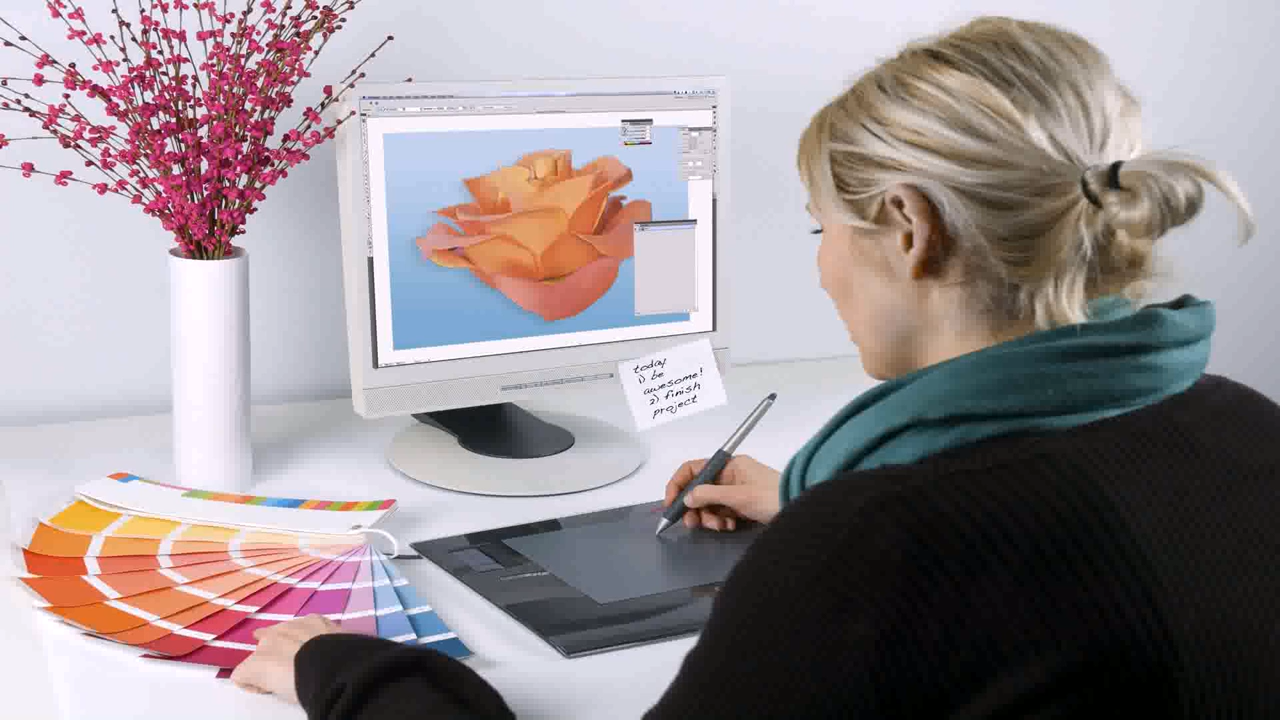 today
1) be
awesome!
2) finish
project